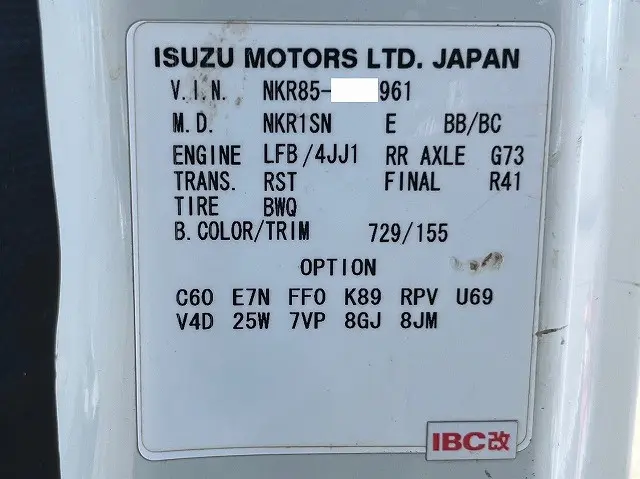 ISUZU MOTORS LTD. JAPAN
V.I.N. NKR85- 961
M.D. NKR1SN E BB/BC
ENGINE LFB/4JJ1 RR AXLE G73
TRANS. RST FINAL R41
TIRE BWQ
B.COLOR/TRIM 729/155
OPTION
C60 E7N FF0 K89 RPV U69
V4D 25W 7VP 8GJ 8JM
IBC改